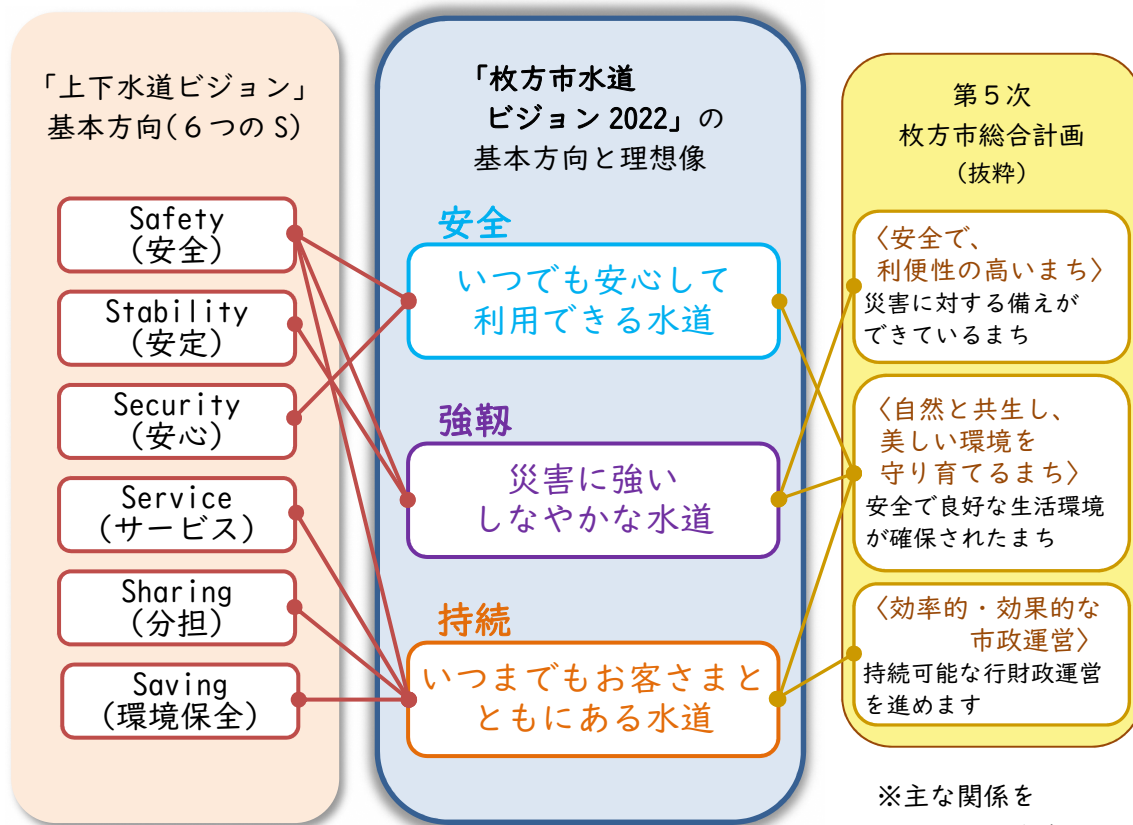 「上下水道ビジョン」
基本方向(６つのS)
Safety
(安全)
Stability
(安定)
Security
(安心)
Service
(サービス)
Sharing
(分担)
Saving
(環境保全)
「枚方市水道
ビジョン2022」の
基本方向と理想像
安全
いつでも安心して
利用できる水道
強靱
災害に強い
しなやかな水道
持続
いつまでもお客さまと
ともにある水道
第５次
枚方市総合計画
(抜粋)
〈安全で、
利便性の高いまち〉
災害に対する備えが
できているまち
〈自然と共生し、
美しい環境を
守り育てるまち〉
安全で良好な生活環境
が確保されたまち
〈効率的・効果的な
市政運営〉
持続可能な行財政運営
を進めます
※主な関係を